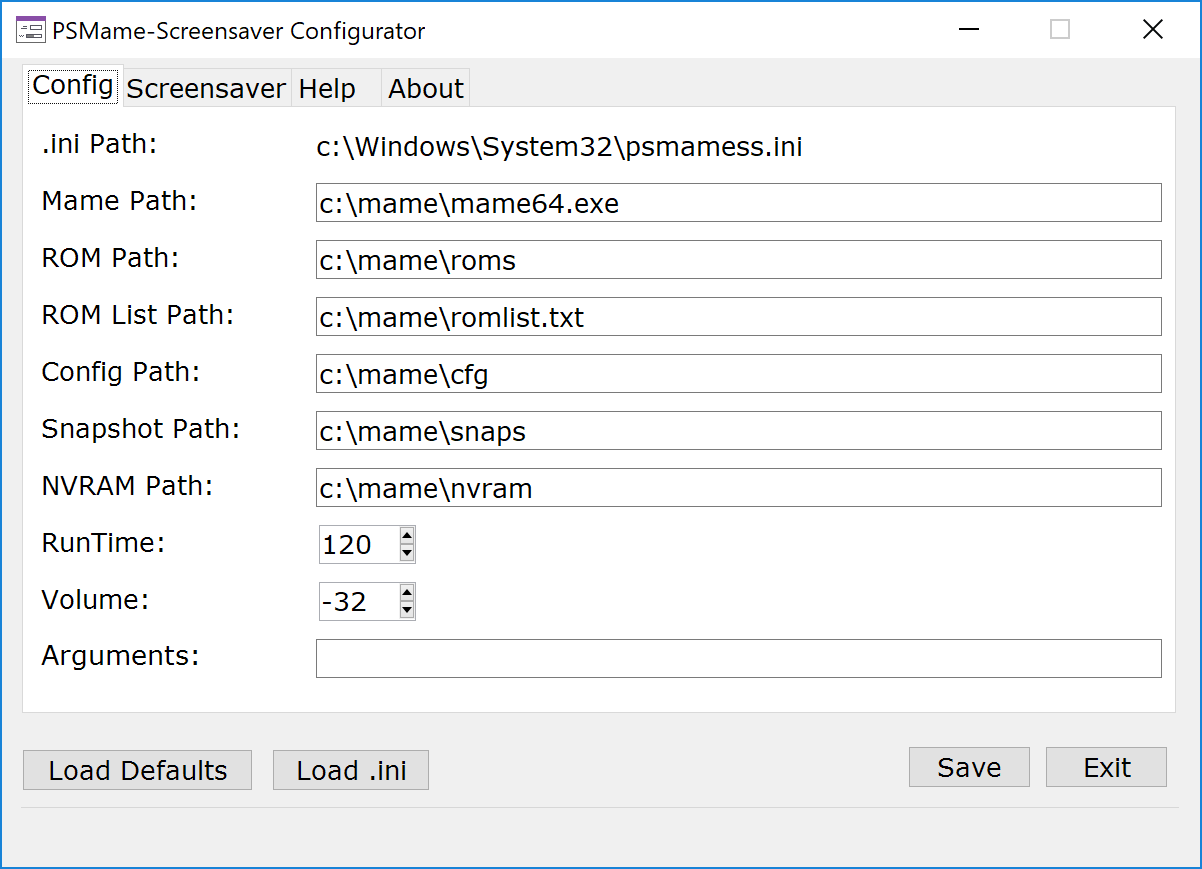 PSMame-Screensaver Configurator
Config Screensaver Help About
.ini Path: c:\Windows\System32\psmamess.ini
Mame Path: c:\mame\mame64.exe
ROM Path: c:\mame\roms
ROM List Path: c:\mame\romlist.txt
Config Path: c:\mame\cfg
Snapshot Path: c:\mame\snaps
NVRAM Path: c:\mame\nvram
RunTime: 120
Volume: -32
Arguments:
Load Defaults Load .ini Save Exit